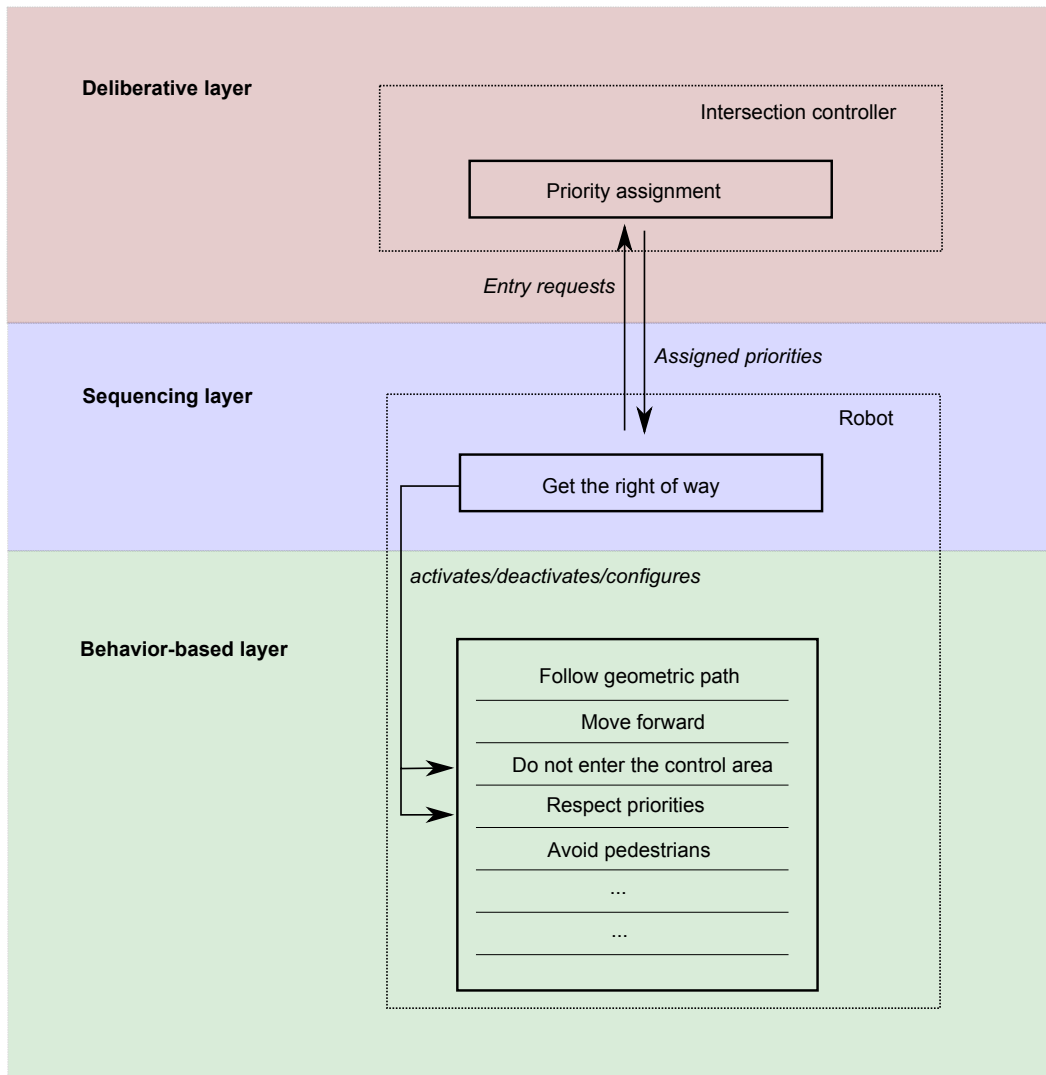 Deliberative layer
Intersection controller
Priority assignment
Entry requests
Assigned priorities
Sequencing layer
Robot
Get the right of way
activates/deactivates/configures
Behavior-based layer
Follow geometric path
Move forward
Do not enter the control area
Respect priorities
Avoid pedestrians
...
...